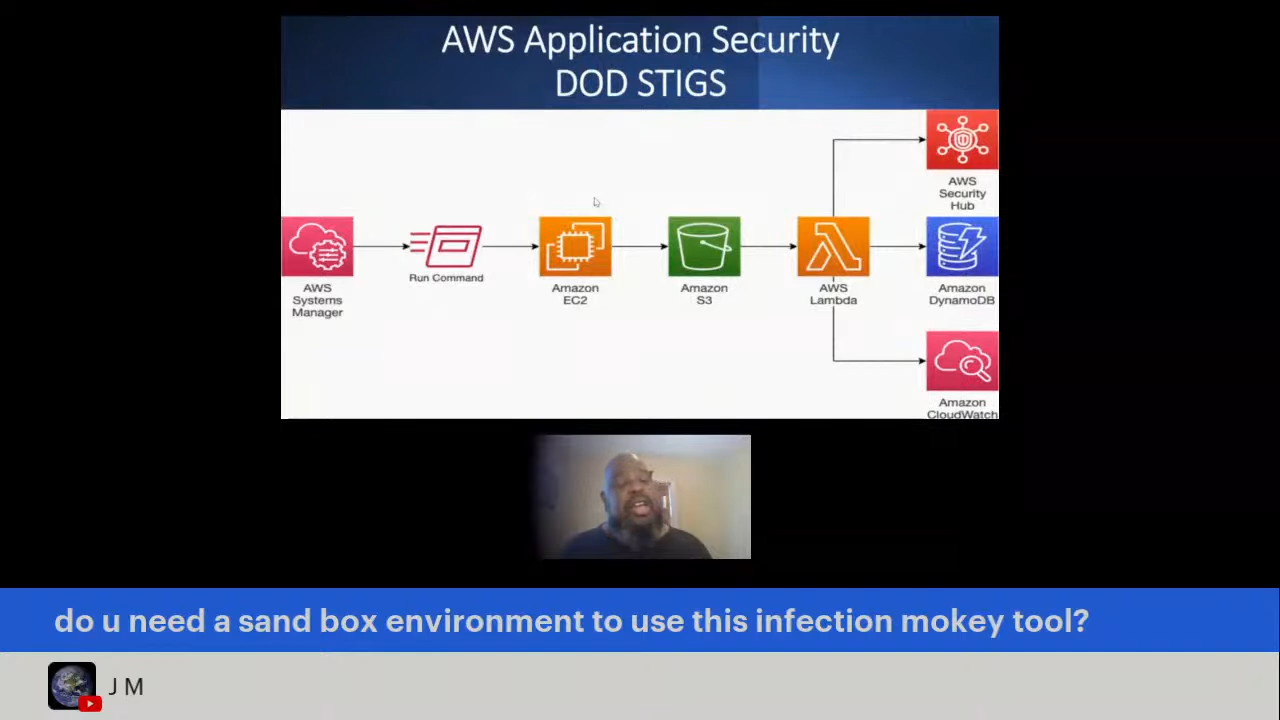 AWS Application Security
DOD STIGS
AWS
Security
Hub
Run Command
AWS
Systems
Manager
Amazon
EC2
Amazon
S3
AWS
Lambda
Amazon
DynamoDB
Amazon
CloudWatch
do u need a sand box environment to use this infection mokey tool?
J M